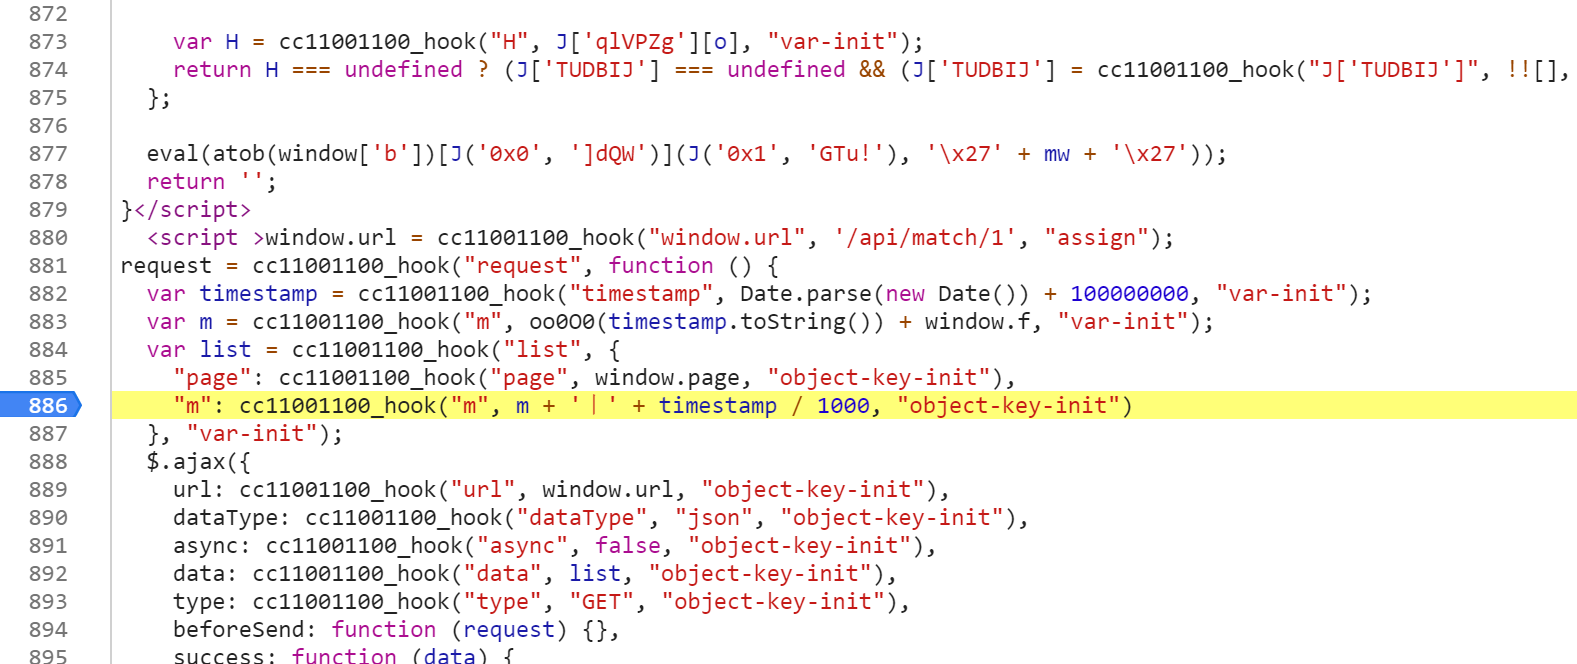 872
873 var H = cc11001100_hook("H", J['qlVPZg'][o], "var-init");
874 return H === undefined ? (J['TUDBIJ'] === undefined && (J['TUDBIJ'] = cc11001100_hook("J['TUDBIJ']", !![],
875 };
876
877 eval(atob(window['b'])[J('0x0', ']dQW')](J('0x1', 'GTu!'), '\x27' + mw + '\x27'));
878 return '';
879 }</script>
880 <script >window.url = cc11001100_hook("window.url", '/api/match/1', "assign");
881 request = cc11001100_hook("request", function () {
882 var timestamp = cc11001100_hook("timestamp", Date.parse(new Date()) + 100000000, "var-init");
883 var m = cc11001100_hook("m", oo0O0(timestamp.toString()) + window.f, "var-init");
884 var list = cc11001100_hook("list", {
885 "page": cc11001100_hook("page", window.page, "object-key-init"),
886 "m": cc11001100_hook("m", m + '丨' + timestamp / 1000, "object-key-init")
887 }, "var-init");
888 $.ajax({
889 url: cc11001100_hook("url", window.url, "object-key-init"),
890 dataType: cc11001100_hook("dataType", "json", "object-key-init"),
891 async: cc11001100_hook("async", false, "object-key-init"),
892 data: cc11001100_hook("data", list, "object-key-init"),
893 type: cc11001100_hook("type", "GET", "object-key-init"),
894 beforeSend: function (request) {},
895 success: function (data) {